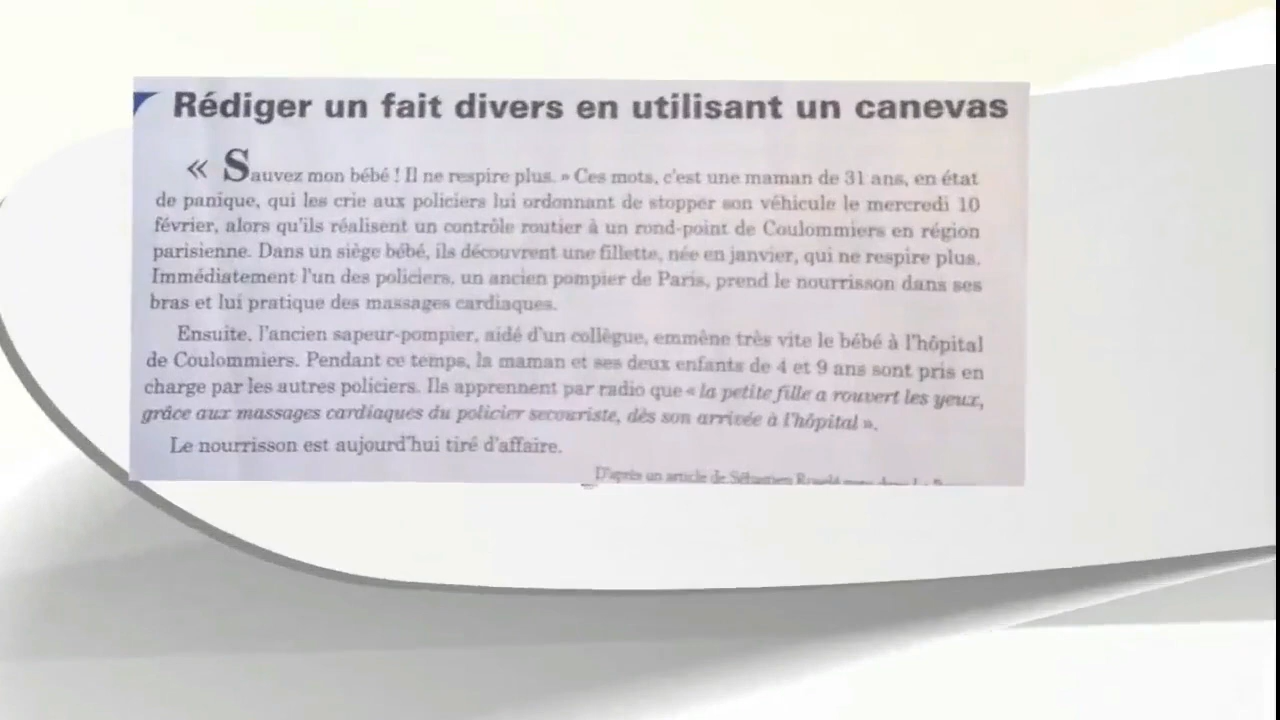 Rédiger un fait divers en utilisant un canevas
« Sauvez mon bébé ! Il ne respire plus. » Ces mots, c'est une maman de 31 ans, en état
de panique, qui les crie aux policiers lui ordonnant de stopper son véhicule le mercredi 10
février, alors qu'ils réalisent un contrôle routier à un rond-point de Coulommiers en région
parisienne. Dans un siège bébé, ils découvrent une fillette, née en janvier, qui ne respire plus.
Immédiatement l'un des policiers, un ancien pompier de Paris, prend le nourrisson dans ses
bras et lui pratique des massages cardiaques.
Ensuite, l'ancien sapeur-pompier, aidé d'un collègue, emmène très vite le bébé à l'hôpital
de Coulommiers. Pendant ce temps, la maman et ses deux enfants de 4 et 9 ans sont pris en
charge par les autres policiers. Ils apprennent par radio que « la petite fille a rouvert les yeux,
grâce aux massages cardiaques du policier secouriste, dès son arrivée à l'hôpital ».
Le nourrisson est aujourd'hui tiré d'affaire.
D'après un article de Sébastien